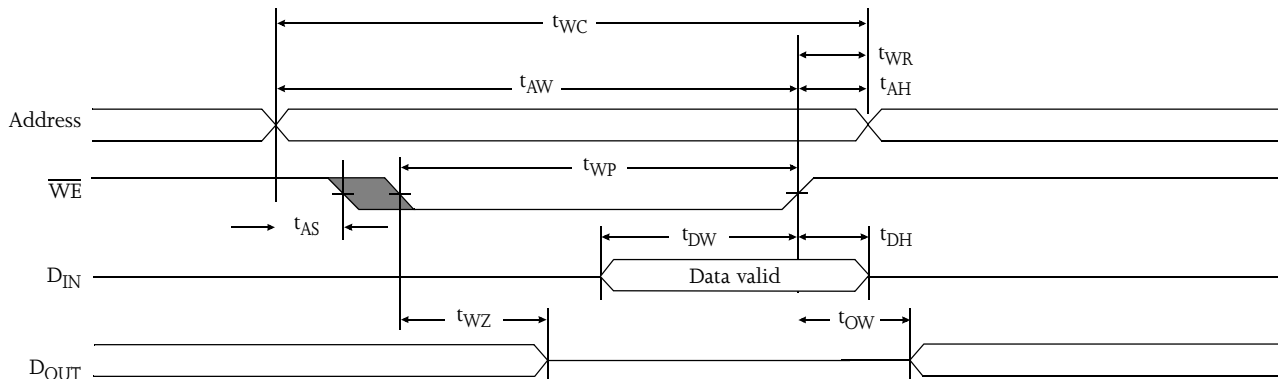 tWC
tWR
tAW
tAH
Address
tWP
WE
tAS
tDW
tDH
DIN
Data valid
tWZ
tOW
DOUT